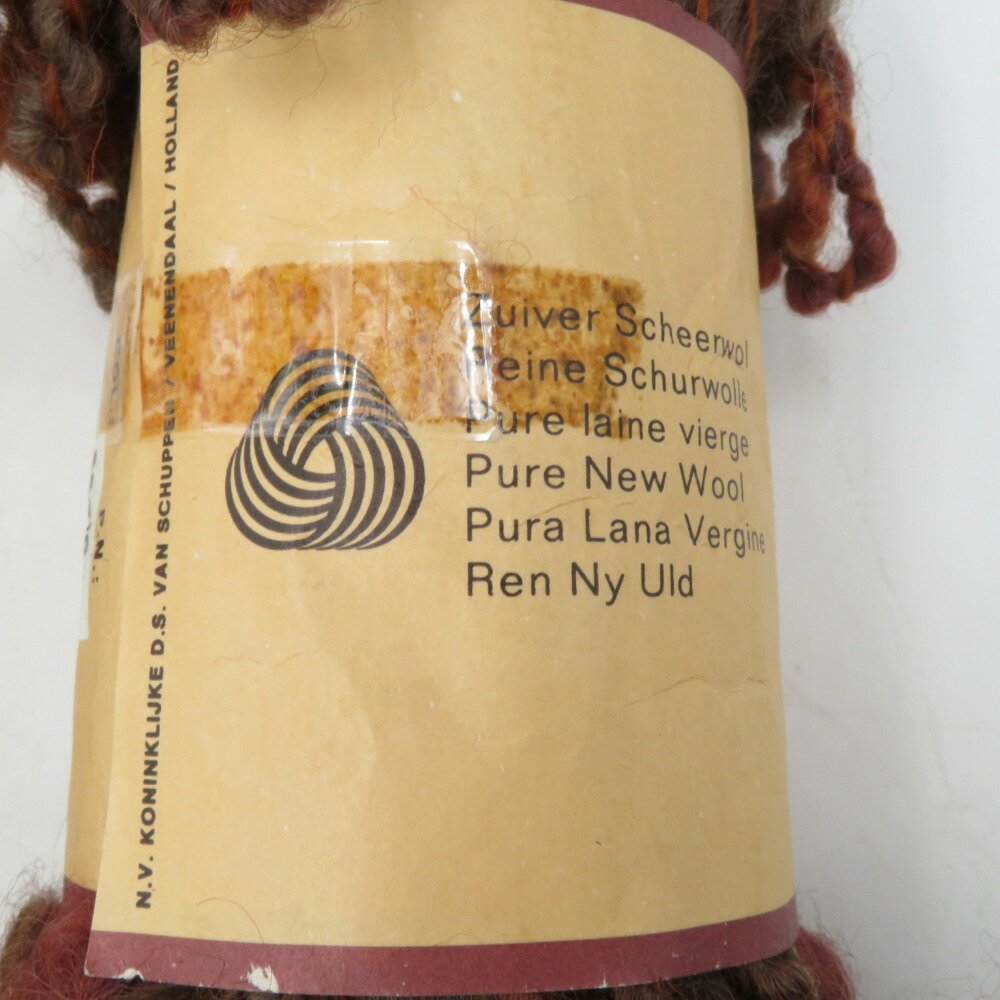 N.V. KONINKLIJKE D.S. VAN SCHUPPEN / VEENENDAAL / HOLLAND
Zuiver Scheerwol
Reine Schurwolle
Pure laine vierge
Pure New Wool
Pura Lana Vergine
Ren Ny Uld
P.N.: